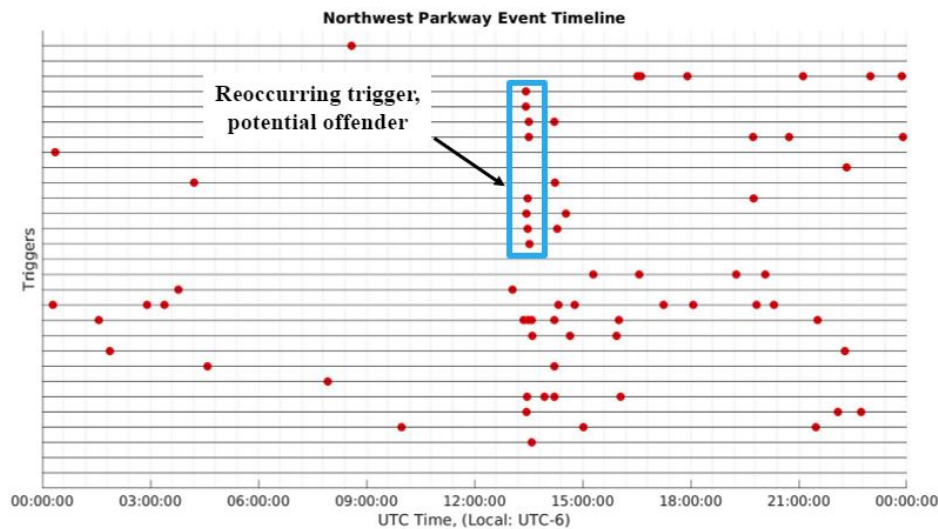 Northwest Parkway Event Timeline
Reoccurring trigger,
potential offender
Triggers
00:00:00 03:00:00 06:00:00 09:00:00 12:00:00 15:00:00 18:00:00 21:00:00 00:00:00
UTC Time, (Local: UTC-6)